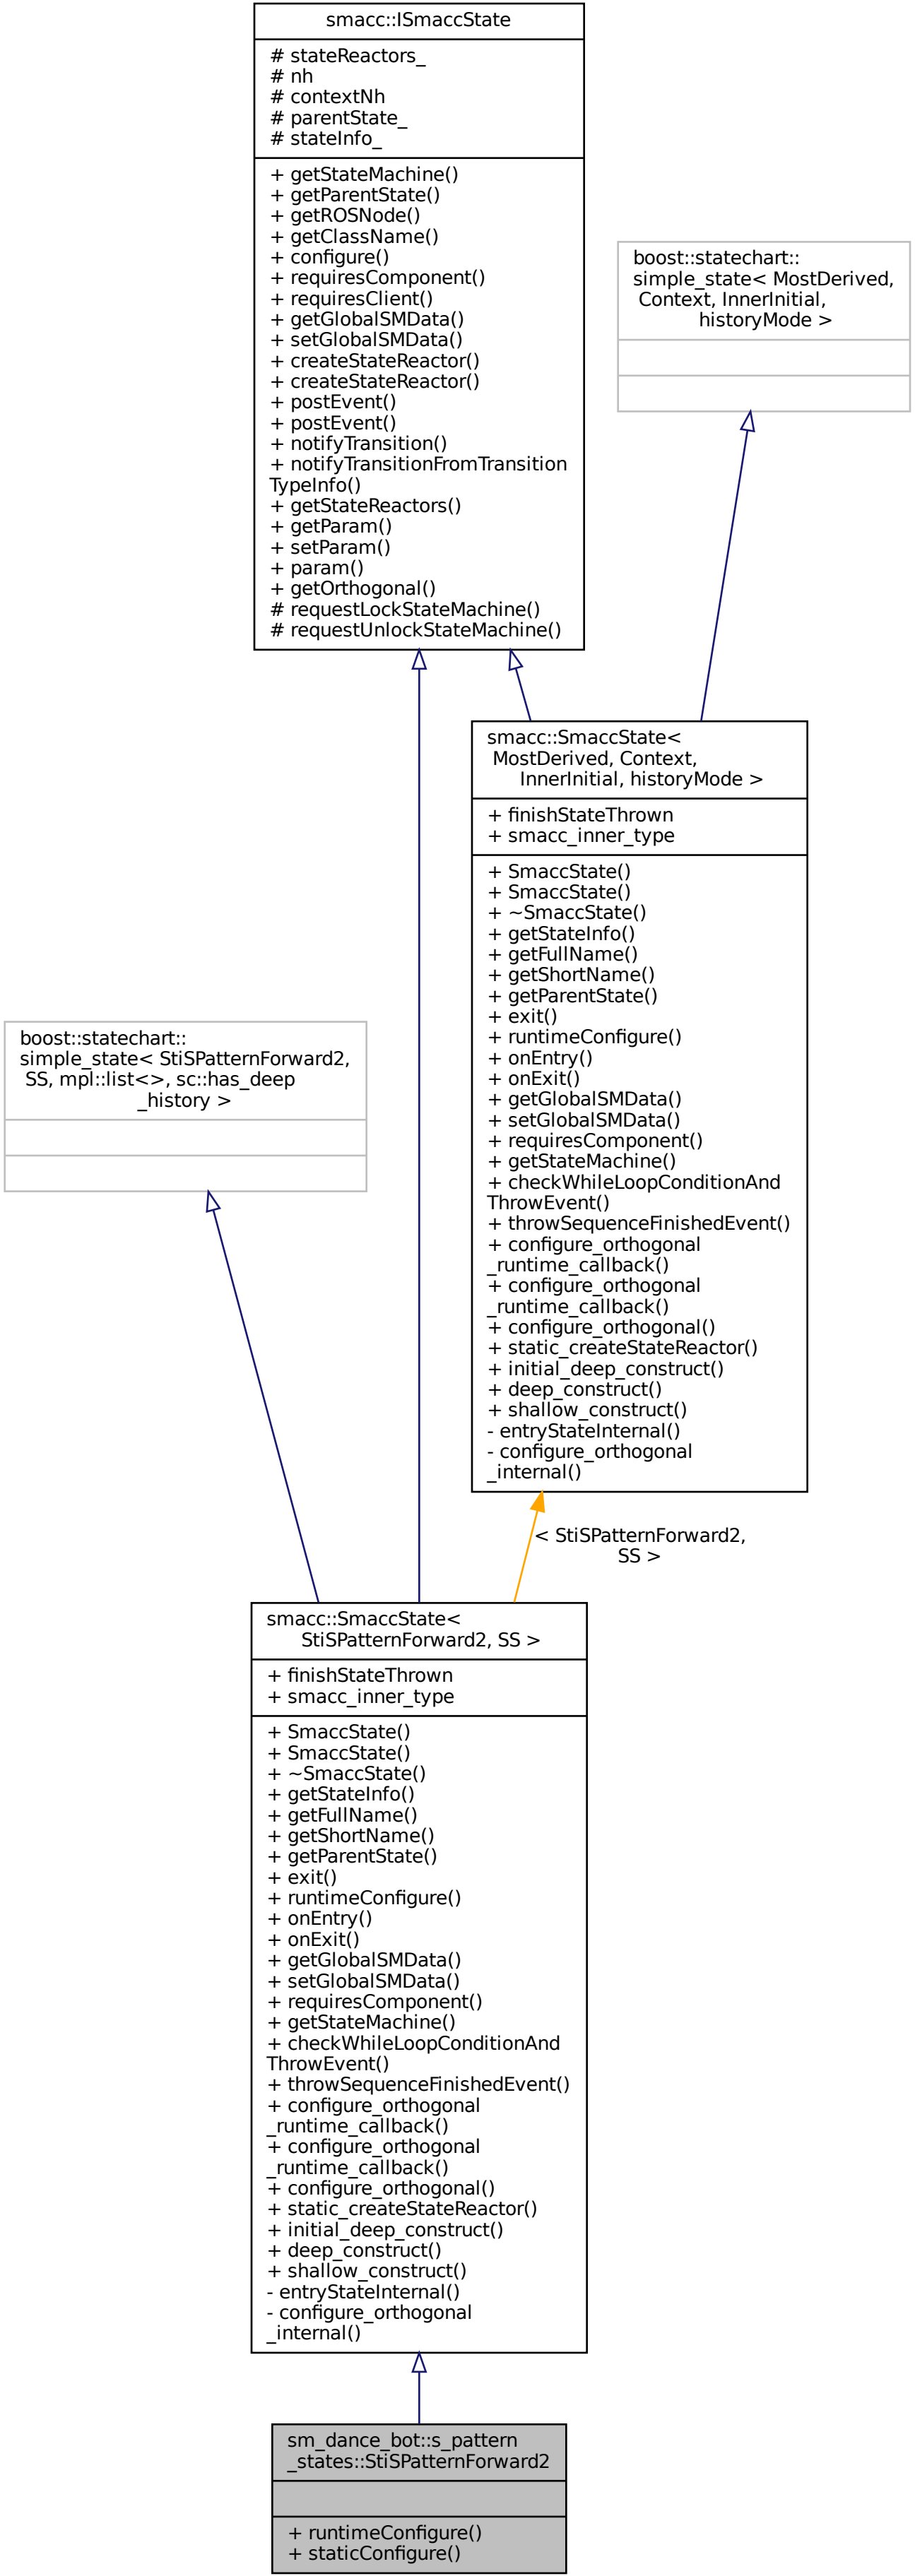 smacc::ISmaccState
# stateReactors_
# nh
# contextNh
# parentState_
# stateInfo_
+ getStateMachine()
+ getParentState()
+ getROSNode()
+ getClassName()
+ configure()
+ requiresComponent()
+ requiresClient()
+ getGlobalSMData()
+ setGlobalSMData()
+ createStateReactor()
+ createStateReactor()
+ postEvent()
+ postEvent()
+ notifyTransition()
+ notifyTransitionFromTransition
TypeInfo()
+ getStateReactors()
+ getParam()
+ setParam()
+ param()
+ getOrthogonal()
# requestLockStateMachine()
# requestUnlockStateMachine()
boost::statechart::
simple_state< MostDerived,
Context, InnerInitial,
historyMode >
smacc::SmaccState<
MostDerived, Context,
InnerInitial, historyMode >
+ finishStateThrown
+ smacc_inner_type
+ SmaccState()
+ SmaccState()
+ ~SmaccState()
+ getStateInfo()
+ getFullName()
+ getShortName()
+ getParentState()
+ exit()
+ runtimeConfigure()
+ onEntry()
+ onExit()
+ getGlobalSMData()
+ setGlobalSMData()
+ requiresComponent()
+ getStateMachine()
+ checkWhileLoopConditionAnd
ThrowEvent()
+ throwSequenceFinishedEvent()
+ configure_orthogonal
_runtime_callback()
+ configure_orthogonal
_runtime_callback()
+ configure_orthogonal()
+ static_createStateReactor()
+ initial_deep_construct()
+ deep_construct()
+ shallow_construct()
- entryStateInternal()
- configure_orthogonal
_internal()
boost::statechart::
simple_state< StiSPatternForward2,
SS, mpl::list<>, sc::has_deep
_history >
< StiSPatternForward2,
SS >
smacc::SmaccState<
StiSPatternForward2, SS >
+ finishStateThrown
+ smacc_inner_type
+ SmaccState()
+ SmaccState()
+ ~SmaccState()
+ getStateInfo()
+ getFullName()
+ getShortName()
+ getParentState()
+ exit()
+ runtimeConfigure()
+ onEntry()
+ onExit()
+ getGlobalSMData()
+ setGlobalSMData()
+ requiresComponent()
+ getStateMachine()
+ checkWhileLoopConditionAnd
ThrowEvent()
+ throwSequenceFinishedEvent()
+ configure_orthogonal
_runtime_callback()
+ configure_orthogonal
_runtime_callback()
+ configure_orthogonal()
+ static_createStateReactor()
+ initial_deep_construct()
+ deep_construct()
+ shallow_construct()
- entryStateInternal()
- configure_orthogonal
_internal()
sm_dance_bot::s_pattern
_states::StiSPatternForward2
+ runtimeConfigure()
+ staticConfigure()